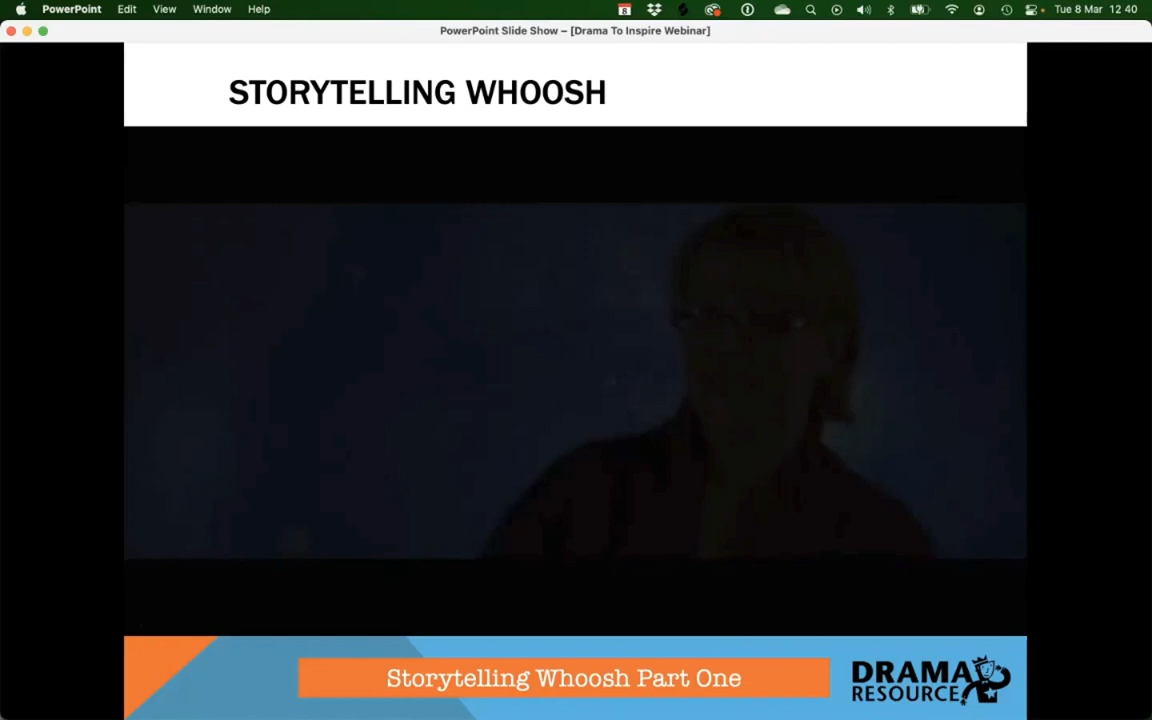 PowerPoint Edit View Window Help Tue 8 Mar 12 40
PowerPoint Slide Show – [Drama To Inspire Webinar]
STORYTELLING WHOOSH
Storytelling Whoosh Part One
DRAMA
RESOURCE